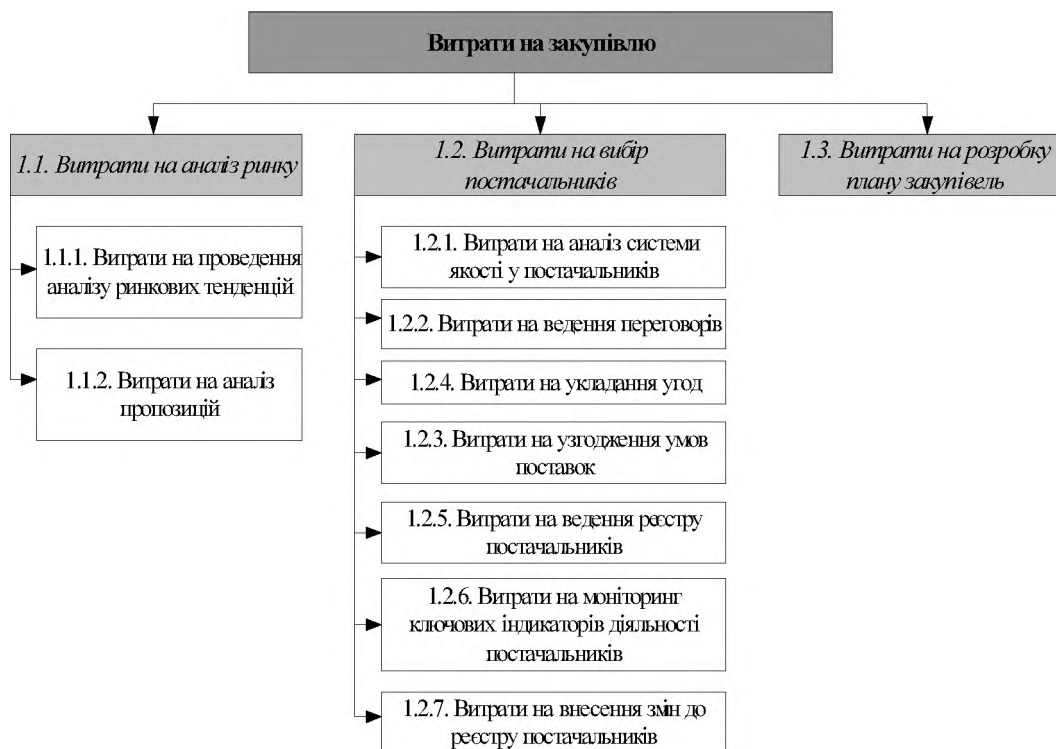 Витрати на закупівлю
1.1. Витрати на аналіз ринку
1.1.1. Витрати на проведення
аналізу ринкових тенденцій
1.1.2. Витрати на аналіз
пропозицій
1.2. Витрати на вибір
постачальників
1.2.1. Витрати на аналіз системи
якості у постачальників
1.2.2. Витрати на ведення переговорів
1.2.4. Витрати на укладання угод
1.2.3. Витрати на узгодження умов
поставок
1.2.5. Витрати на ведення реєстру
постачальників
1.2.6. Витрати на моніторинг
ключових індикаторів діяльності
постачальників
1.2.7. Витрати на внесення змін до
реєстру постачальників
1.3. Витрати на розробку
плану закупівель